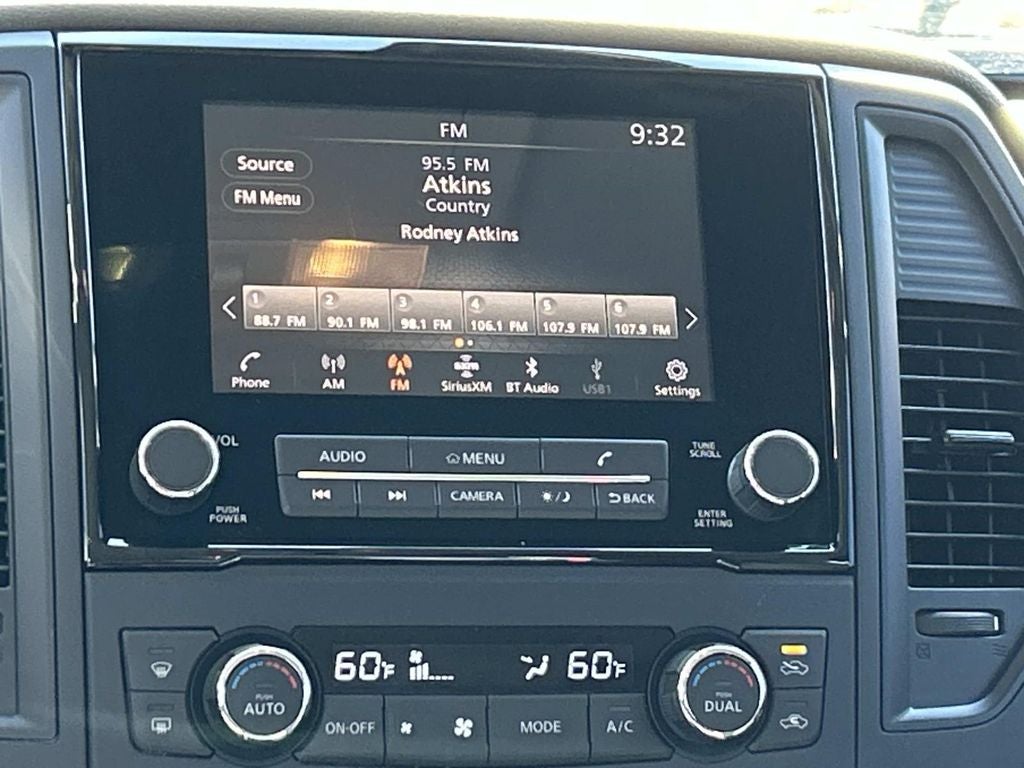 FM 9:32
Source
95.5 FM
Atkins
FM Menu
Country
Rodney Atkins
1 2 3 4 5 6
88.7 FM 90.1 FM 98.1 FM 106.1 FM 107.9 FM 107.9 FM
Phone AM FM SiriusXM BT Audio USB1 Settings
VOL
AUDIO MENU
TUNE
SCROLL
CAMERA BACK
PUSH
POWER
ENTER
SETTING
60°F 60°F
PUSH
AUTO
ON·OFF MODE A/C
PUSH
DUAL